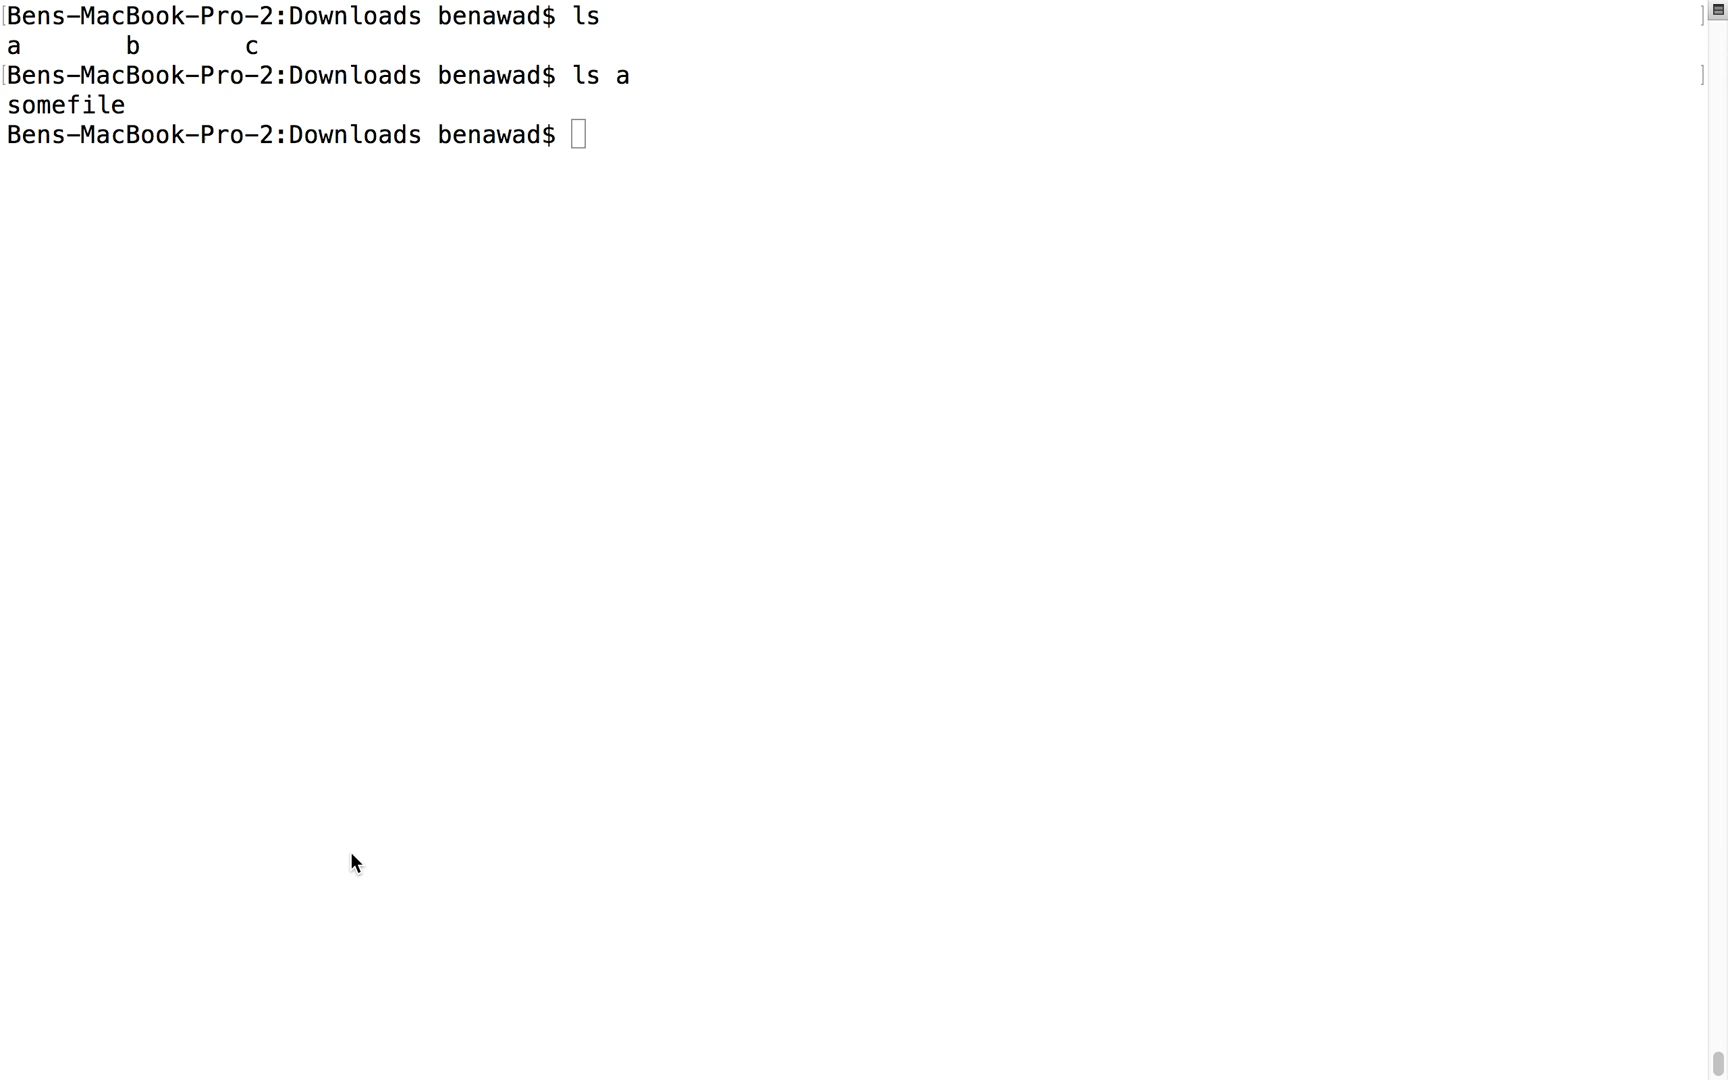 [Bens-MacBook-Pro-2:Downloads benawad$ ls ]
a b c
[Bens-MacBook-Pro-2:Downloads benawad$ ls a ]
somefile
Bens-MacBook-Pro-2:Downloads benawad$